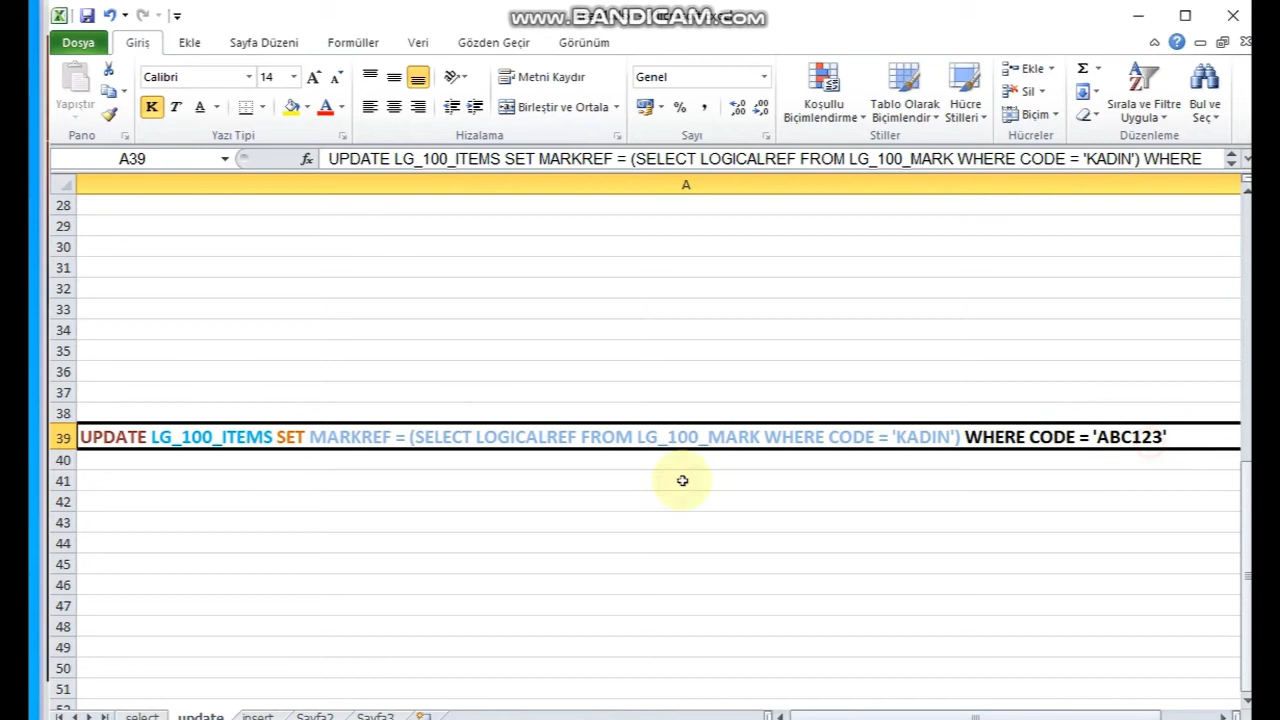 www.BANDICAM.com
Dosya Giriş Ekle Sayfa Düzeni Formüller Veri Gözden Geçir Görünüm
Calibri 14 Metni Kaydır Genel Ekle Σ
Yapıştır K T A Birleştir ve Ortala % , Koşullu Biçimlendirme Tablo Olarak Biçimlendir Hücre Stilleri Sil Biçim Sırala ve Filtre Uygula Bul ve Seç
Pano Yazı Tipi Hizalama Sayı Stiller Hücreler Düzenleme
A39 fx UPDATE LG_100_ITEMS SET MARKREF = (SELECT LOGICALREF FROM LG_100_MARK WHERE CODE = 'KADIN') WHERE
A
28
29
30
31
32
33
34
35
36
37
38
39 UPDATE LG_100_ITEMS SET MARKREF = (SELECT LOGICALREF FROM LG_100_MARK WHERE CODE = 'KADIN') WHERE CODE = 'ABC123'
40
41
42
43
44
45
46
47
48
49
50
51
select update insert Sayfa2 Sayfa3